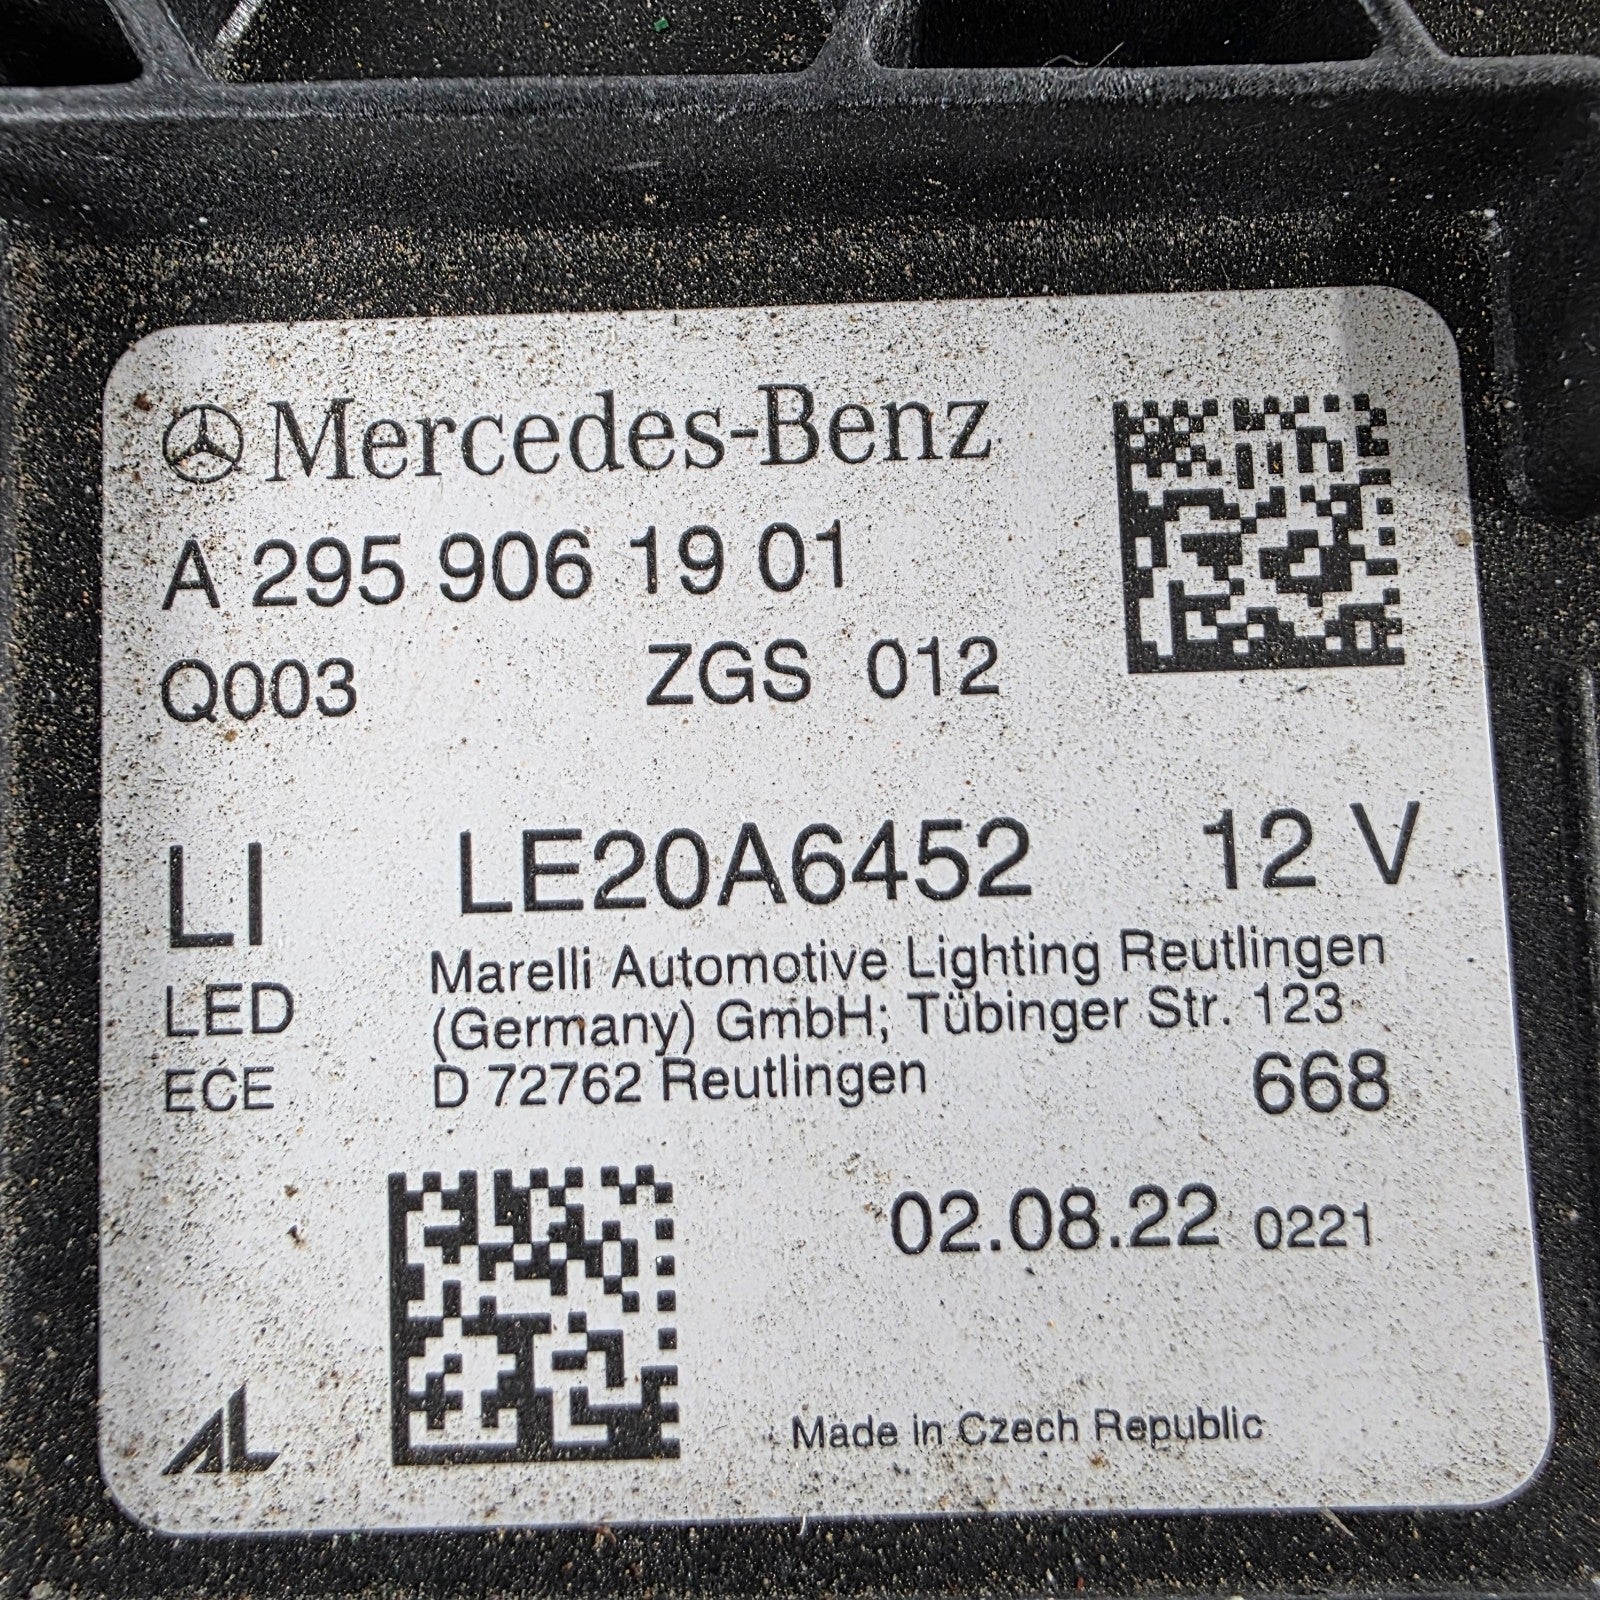 Mercedes-Benz
A 295 906 19 01
Q003 ZGS 012
LI LE20A6452 12 V
Marelli Automotive Lighting Reutlingen
LED (Germany) GmbH; Tübinger Str. 123
ECE D 72762 Reutlingen 668
02.08.22 0221
AL Made in Czech Republic